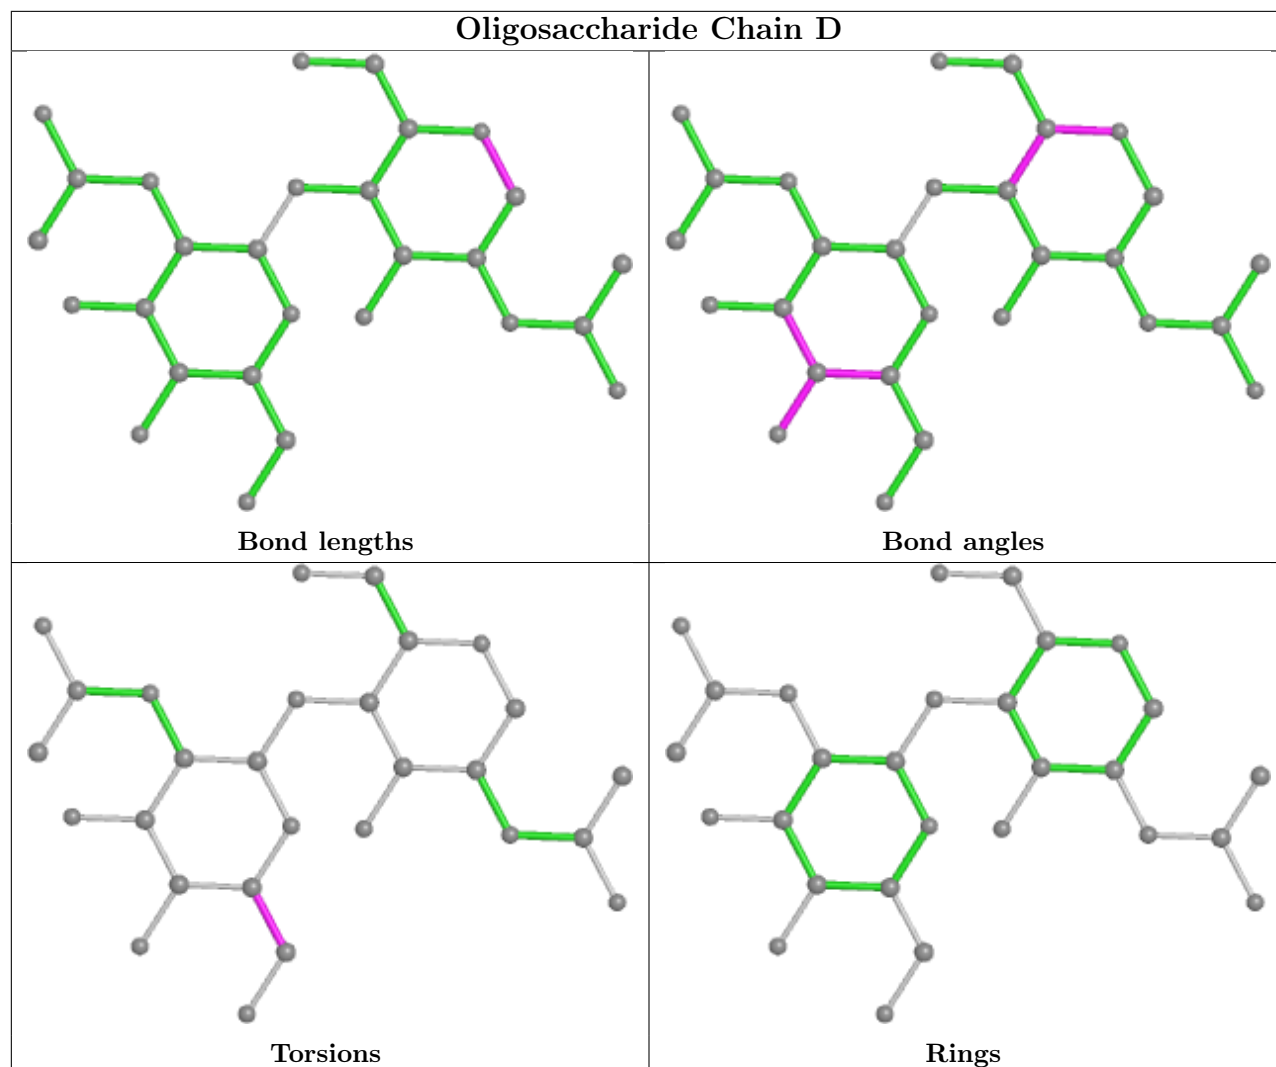 Oligosaccharide Chain D
Bond lengths
Bond angles
Torsions
Rings